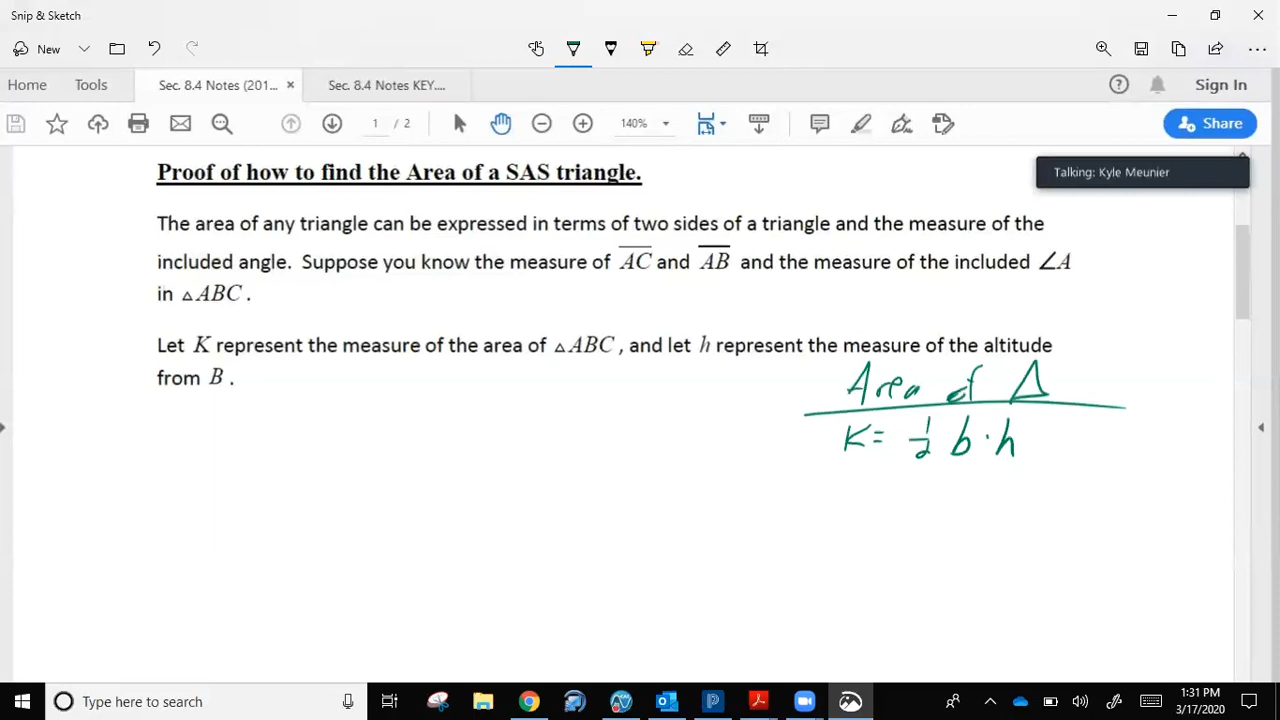 Snip & Sketch
New
Home Tools Sec. 8.4 Notes (201... × Sec. 8.4 Notes KEY.... Sign In
1 / 2 140% Share
Proof of how to find the Area of a SAS triangle.
Talking: Kyle Meunier
The area of any triangle can be expressed in terms of two sides of a triangle and the measure of the
included angle. Suppose you know the measure of A̅C̅ and A̅B̅ and the measure of the included ∠A
in △ABC.
Let K represent the measure of the area of △ABC, and let h represent the measure of the altitude
from B.
Area of Δ
K = 1/2 b · h
Type here to search
1:31 PM
3/17/2020